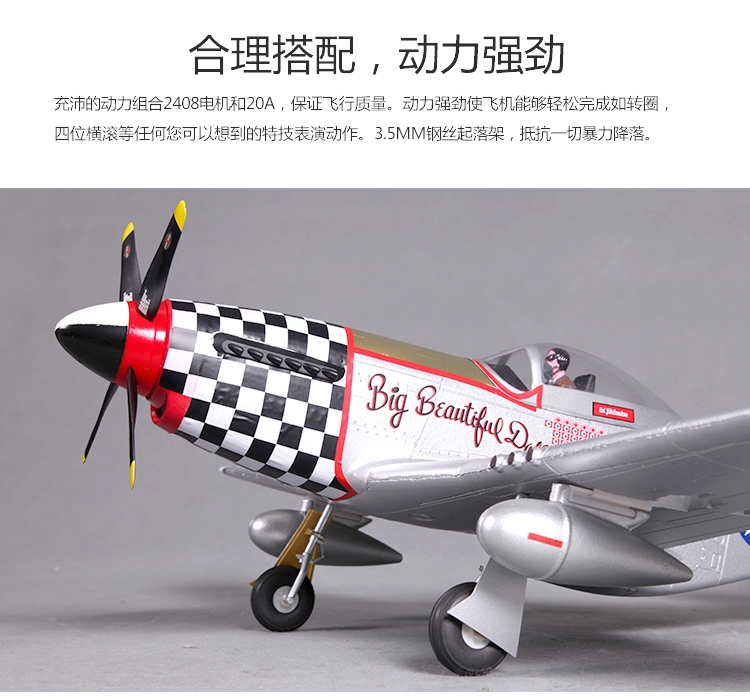 合理搭配，动力强劲
充沛的动力组合2408电机和20A，保证飞行质量。动力强劲使飞机能够轻松完成如转圈，
四位横滚等任何您可以想到的特技表演动作。3.5MM钢丝起落架，抵抗一切暴力降落。
Big Beautiful